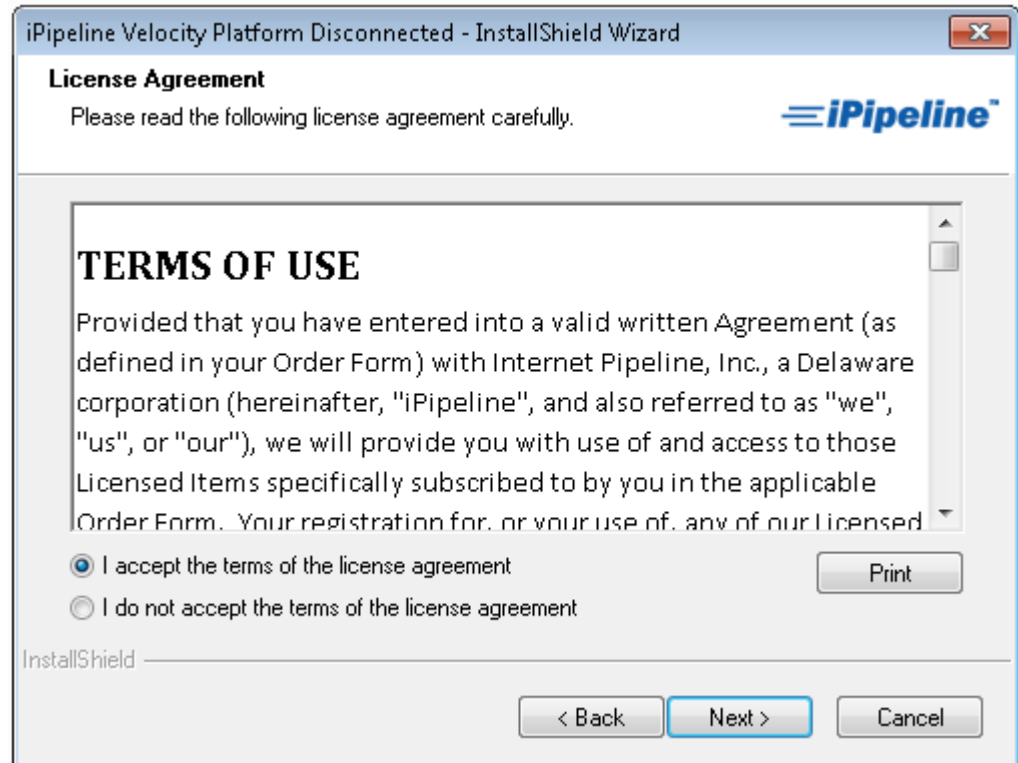 iPipeline Velocity Platform Disconnected - InstallShield Wizard
License Agreement
Please read the following license agreement carefully.
iPipeline™
TERMS OF USE
Provided that you have entered into a valid written Agreement (as
defined in your Order Form) with Internet Pipeline, Inc., a Delaware
corporation (hereinafter, "iPipeline", and also referred to as "we",
"us", or "our"), we will provide you with use of and access to those
Licensed Items specifically subscribed to by you in the applicable
Order Form.  Your registration for, or your use of, any of our Licensed
I accept the terms of the license agreement
Print
I do not accept the terms of the license agreement
InstallShield
< Back
Next >
Cancel